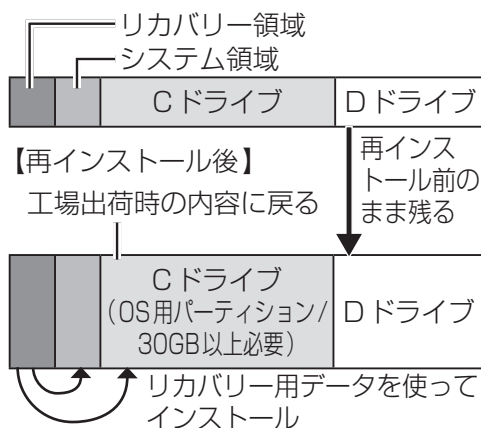 リカバリー領域
システム領域
Cドライブ
Dドライブ
【再インストール後】
工場出荷時の内容に戻る
再インス
トール前の
まま残る
Cドライブ
(OS用パーティション/
30GB以上必要)
Dドライブ
リカバリー用データを使って
インストール